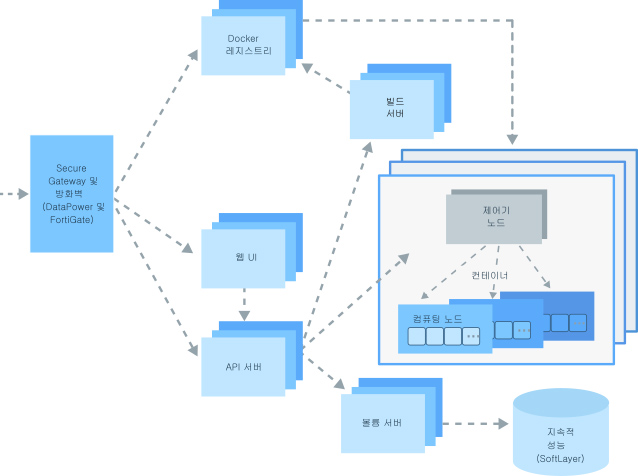 Docker
레지스트리
빌드
서버
Secure
Gateway 및
방화벽
(DataPower 및
FortiGate)
제어기
노드
웹 UI
컨테이너
컴퓨팅 노드
API 서버
볼륨 서버
지속적
성능
(SoftLayer)